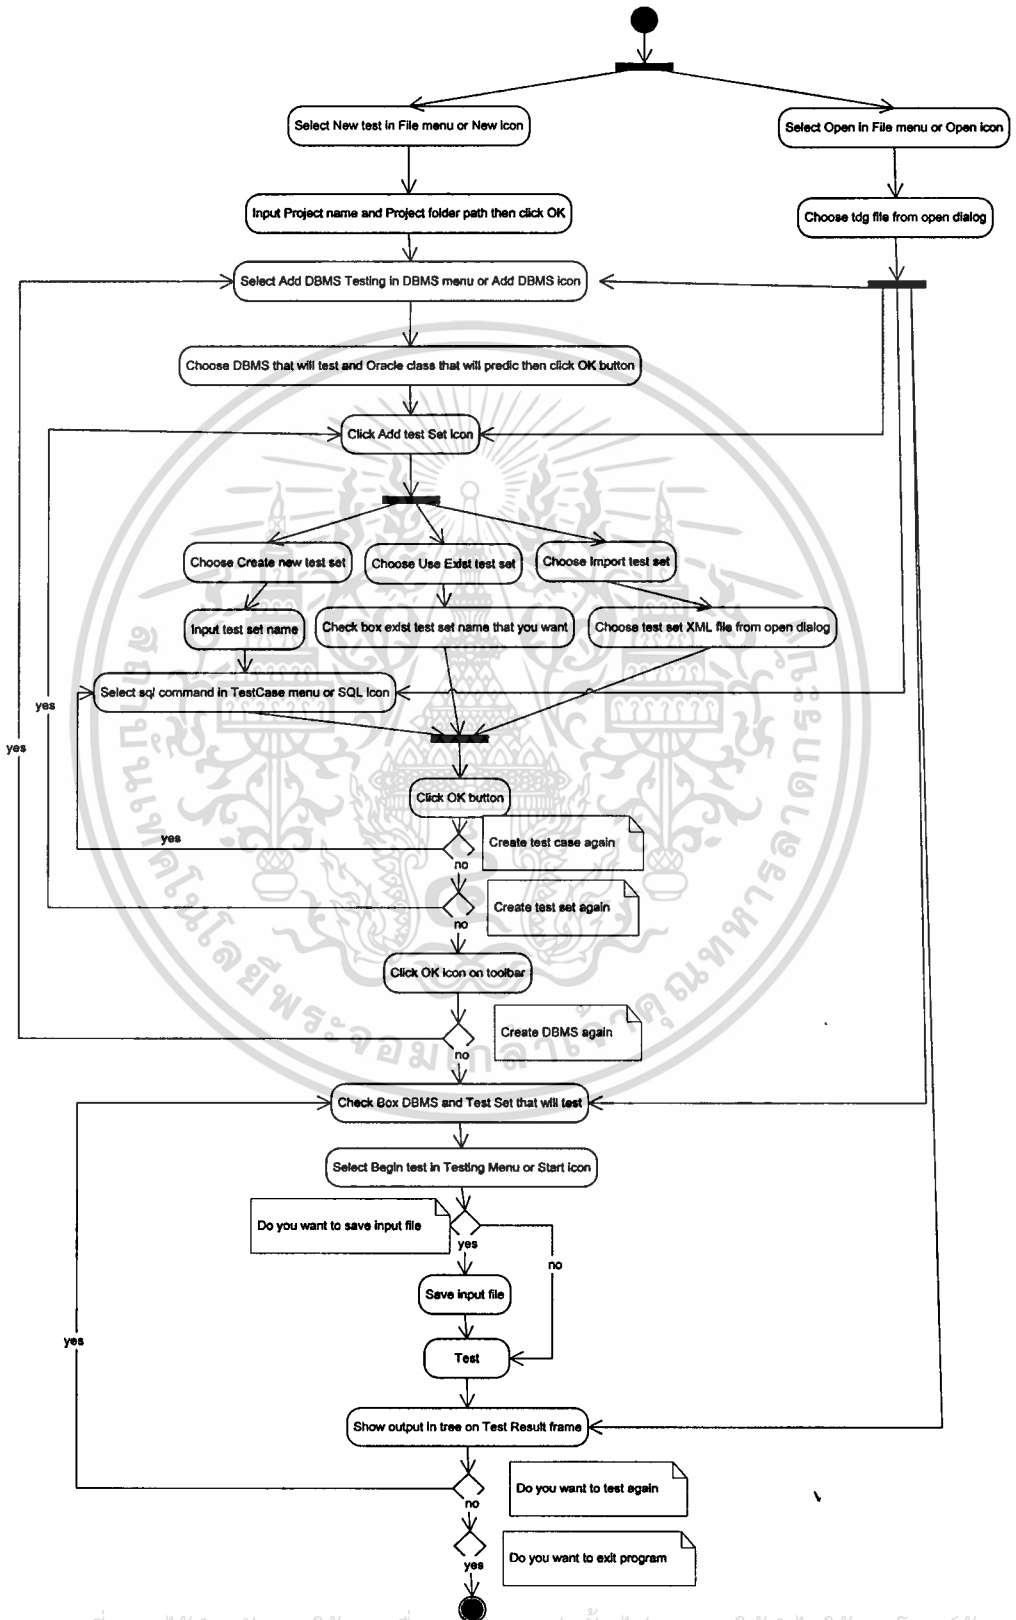 Select New test in File menu or New icon
Select Open in File menu or Open icon
Input Project name and Project folder path then click OK
Choose tdg file from open dialog
Select Add DBMS Testing in DBMS menu or Add DBMS icon
Choose DBMS that will test and Oracle class that will predic then click OK button
Click Add test Set icon
Choose Create new test set
Choose Use Exist test set
Choose Import test set
Input test set name
Check box exist test set name that you want
Choose test set XML file from open dialog
Select sql command in TestCase menu or SQL icon
yes
yes
Click OK button
yes
Create test case again
no
Create test set again
no
Click OK icon on toolbar
Create DBMS again
no
Check Box DBMS and Test Set that will test
Select Begin test in Testing Menu or Start icon
Do you want to save input file
yes
no
Save input file
yes
Test
Show output in tree on Test Result frame
Do you want to test again
no
Do you want to exit program
yes